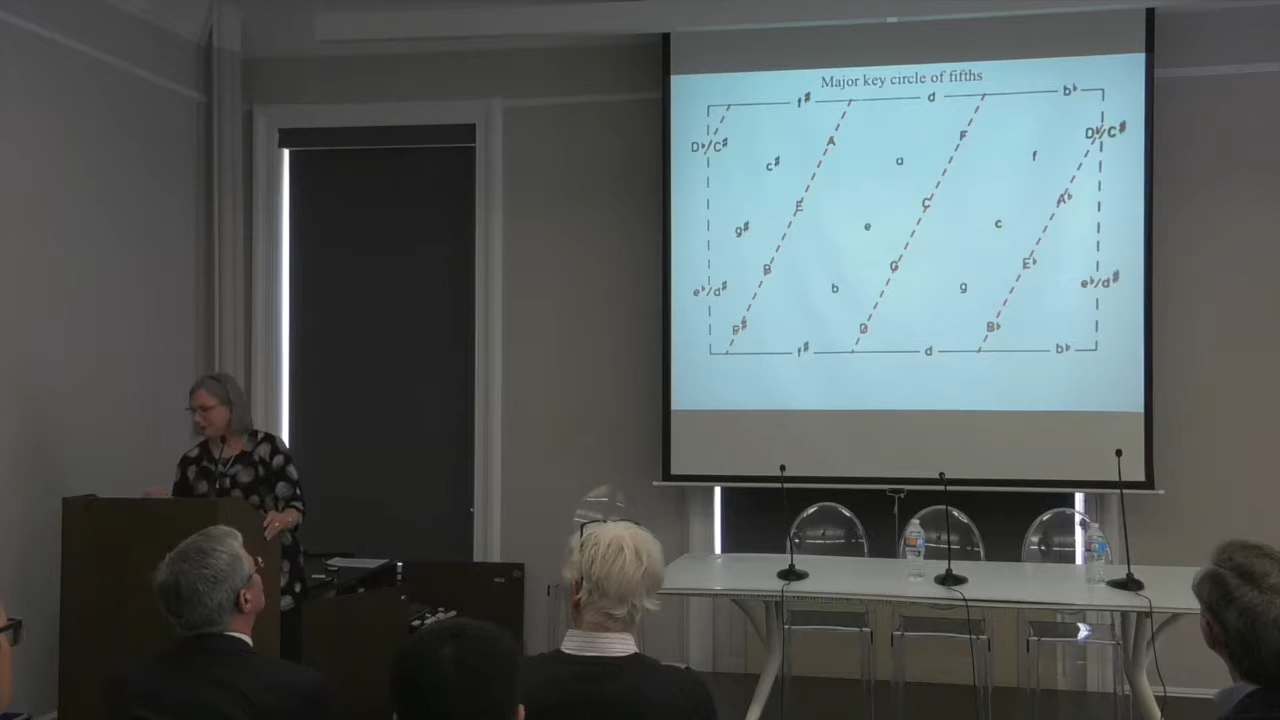 Major key circle of fifths
f# d b♭
D♭/C# A F D♭/C#
c# a f
E C A♭
g# e c
B G E♭
e♭/d# b g e♭/d#
F# D B♭
f# d b♭